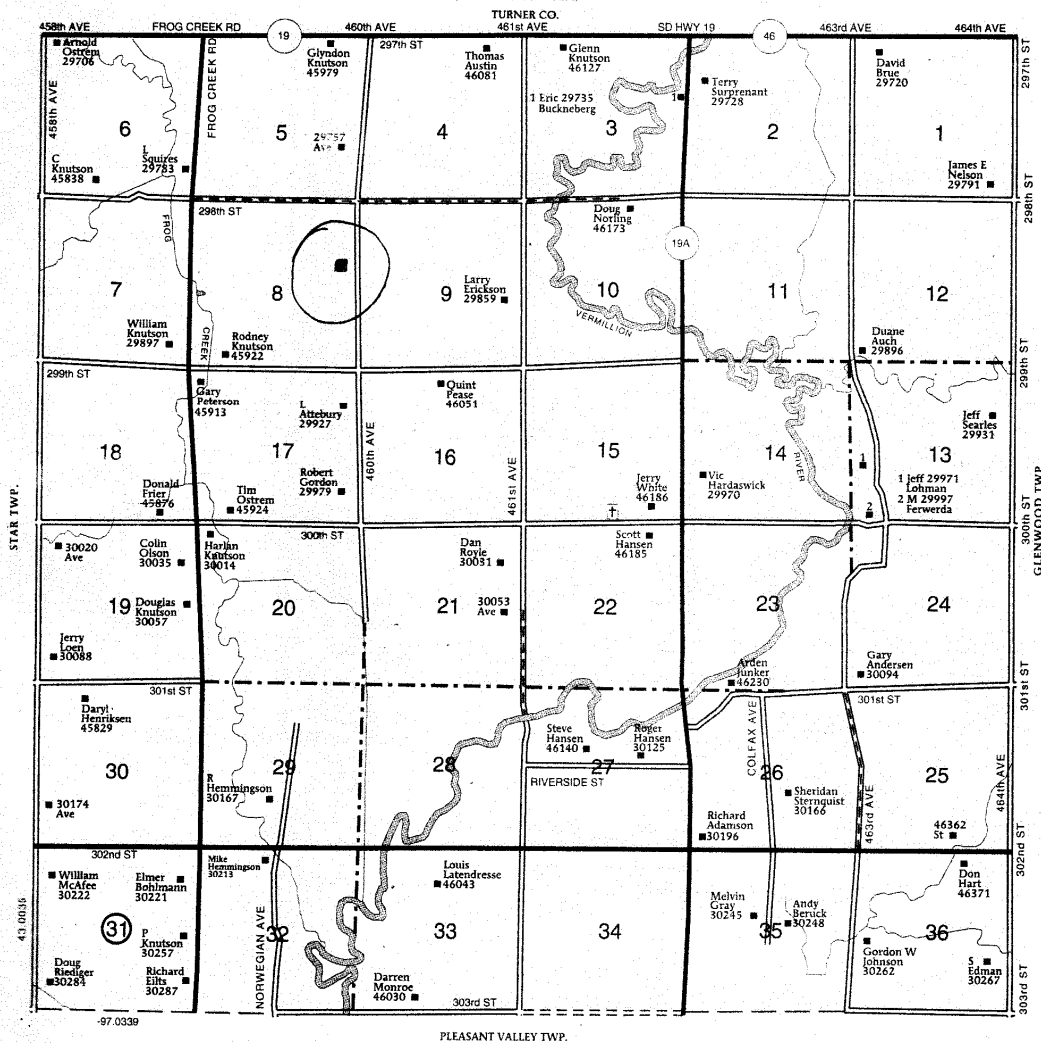 TURNER CO.
458th AVE
FROG CREEK RD
19
460th AVE
461st AVE
SD HWY 19
46
463rd AVE
464th AVE
297th ST
297th ST
Arnold
Ostrem
29706
Glyndon
Knutson
45979
Thomas
Austin
46081
Glenn
Knutson
46127
1 Eric 29735
Buckneberg
1
Terry
Surprenant
29728
David
Brue
29720
458th AVE
FROG CREEK RD
6
5
4
3
2
1
29757
Ave
C
Knutson
45838
L
Squires
29783
James E
Nelson
29791
298th ST
298th ST
FROG
CREEK
Doug
Norling
46173
19A
7
8
9
10
11
12
Larry
Erickson
29859
VERMILLION
RIVER
William
Knutson
29897
Rodney
Knutson
45922
Duane
Auch
29896
299th ST
299th ST
Gary
Peterson
45913
L
Attebury
29927
Quint
Pease
46051
Jeff
Searles
29931
460th AVE
461st AVE
18
17
16
15
14
13
Donald
Frier
45876
Tim
Ostrem
45924
Robert
Gordon
29979
Jerry
White
46186
Vic
Hardaswick
29970
1
1 Jeff 29971
Lohman
2 M 29997
Ferwerda
2
STAR TWP.
GLENWOOD TWP.
300th ST
300th ST
30020
Ave
Colin
Olson
30035
Harlan
Knutson
30014
Dan
Royle
30031
Scott
Hansen
46185
19
Douglas
Knutson
30057
20
21
30053
Ave
22
23
24
Jerry
Loen
30088
Arden
Junker
46230
Gary
Andersen
30094
301st ST
301st ST
301st ST
Daryl
Henriksen
45829
Steve
Hansen
46140
Roger
Hansen
30125
COLFAX AVE
30
29
28
27
26
25
RIVERSIDE ST
463rd AVE
464th AVE
30174
Ave
R
Hemmingson
30167
Sheridan
Sternquist
30166
Richard
Adamson
30196
46362
St
302nd ST
302nd ST
William
McAfee
30222
Elmer
Bohlmann
30221
Mike
Hemmingson
30213
Louis
Latendresse
46043
Don
Hart
46371
Melvin
Gray
30245
Andy
Beruck
30248
31
P
Knutson
30257
32
33
34
35
36
Gordon W
Johnson
30262
S
Edman
30267
Doug
Riediger
30284
Richard
Eilts
30287
NORWEGIAN AVE
Darren
Monroe
46030
303rd ST
303rd ST
43.0036
-97.0339
PLEASANT VALLEY TWP.